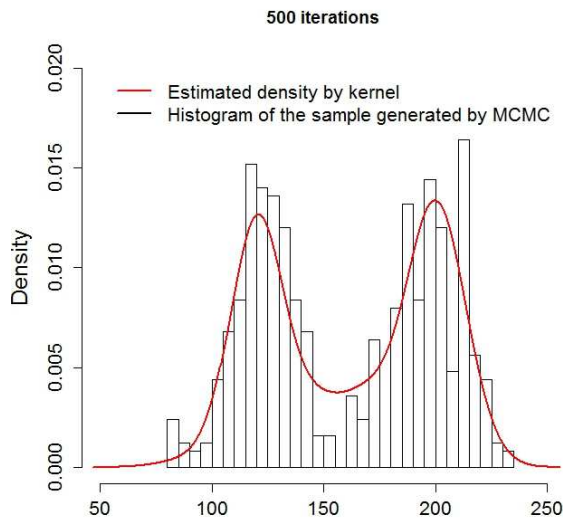 500 iterations
0.020
Estimated density by kernel
Histogram of the sample generated by MCMC
0.015
Density
0.010
0.005
0.000
50 100 150 200 250